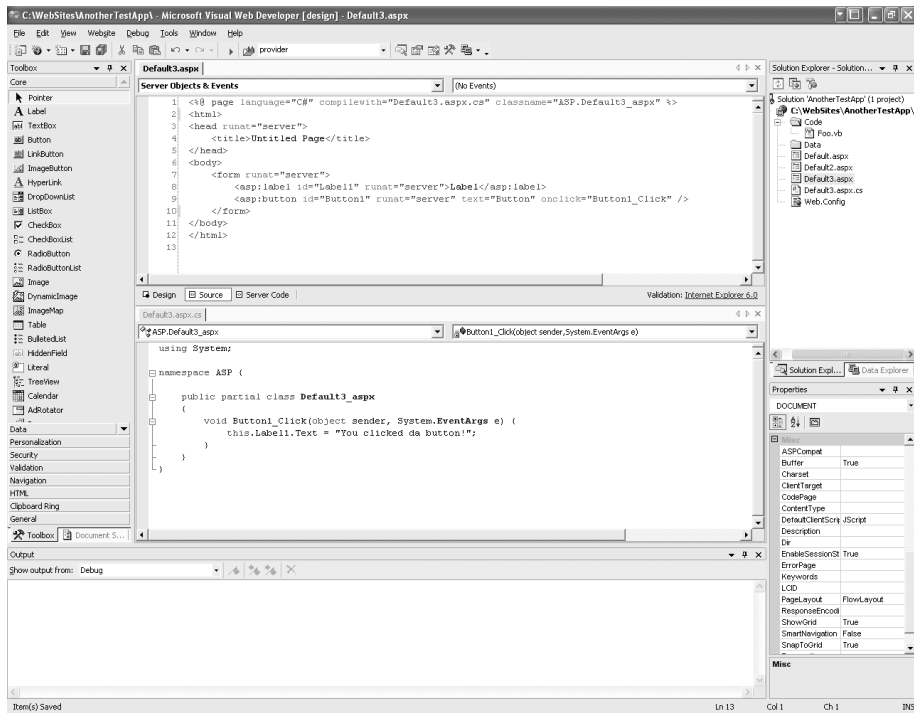 C:\WebSites\AnotherTestApp\ - Microsoft Visual Web Developer [design] - Default3.aspx
File Edit View Website Debug Tools Window Help
provider
Toolbox
Core
Pointer
Label
TextBox
Button
LinkButton
ImageButton
HyperLink
DropDownList
ListBox
CheckBox
CheckBoxList
RadioButton
RadioButtonList
Image
DynamicImage
ImageMap
Table
BulletedList
HiddenField
Literal
TreeView
Calendar
AdRotator
Data
Personalization
Security
Validation
Navigation
HTML
Clipboard Ring
General
Toolbox Document S...
Default3.aspx
Server Objects & Events (No Events)
1 <%@ page language="C#" compilewith="Default3.aspx.cs" classname="ASP.Default3_aspx" %>
2 <html>
3 <head runat="server">
4 <title>Untitled Page</title>
5 </head>
6 <body>
7 <form runat="server">
8 <asp:label id="Label1" runat="server">Label</asp:label>
9 <asp:button id="Button1" runat="server" text="Button" onclick="Button1_Click" />
10 </form>
11 </body>
12 </html>
13
Design Source Server Code Validation: Internet Explorer 6.0
Default3.aspx.cs
ASP.Default3_aspx Button1_Click(object sender,System.EventArgs e)
using System;
namespace ASP {
public partial class Default3_aspx
{
void Button1_Click(object sender, System.EventArgs e) {
this.Label1.Text = "You clicked da button!";
}
}
}
Solution Explorer - Solution...
Solution 'AnotherTestApp' (1 project)
C:\WebSites\AnotherTestApp\
Code
Foo.vb
Data
Default.aspx
Default2.aspx
Default3.aspx
Default3.aspx.cs
Web.Config
Solution Expl... Data Explorer
Properties
DOCUMENT
Misc
ASPCompat
Buffer True
Charset
ClientTarget
CodePage
ContentType
DefaultClientScrip JScript
Description
Dir
EnableSessionSt True
ErrorPage
Keywords
LCID
PageLayout FlowLayout
ResponseEncodi
ShowGrid True
SmartNavigation False
SnapToGrid True
Misc
Output
Show output from: Debug
Item(s) Saved Ln 13 Col 1 Ch 1 INS